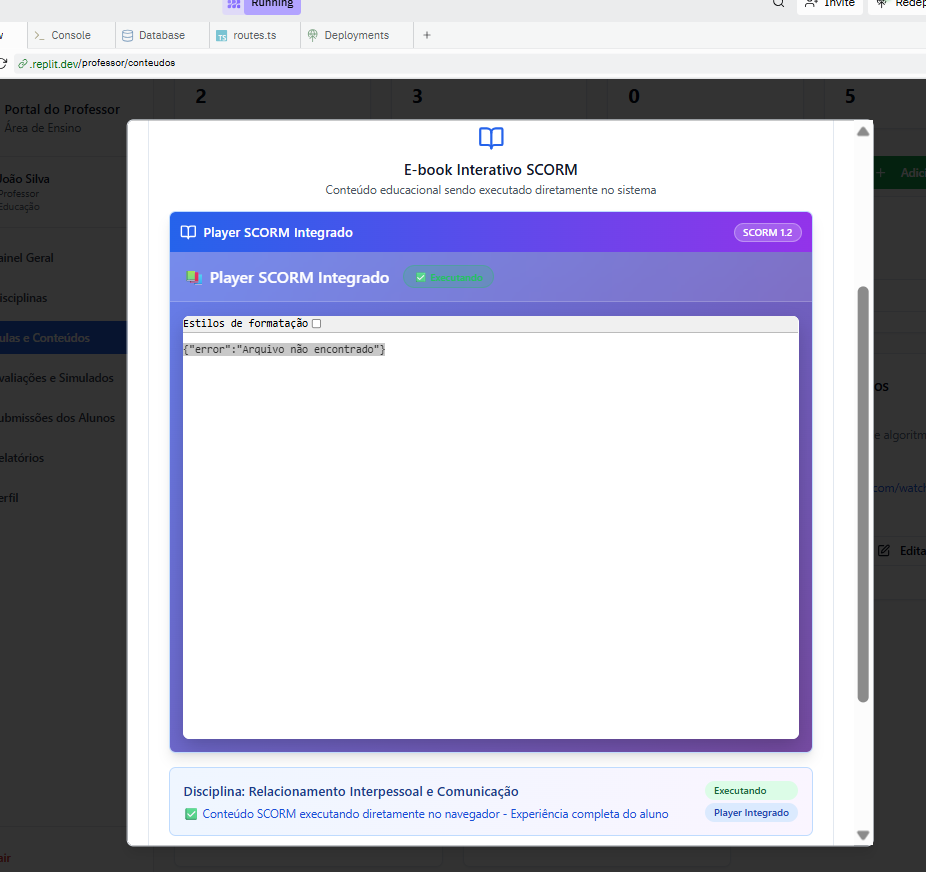 Running
Invite
Console
Database
routes.ts
Deployments
.replit.dev/professor/conteudos
2 3 0 5
Portal do Professor
Área de Ensino
João Silva
Professor
Educação
E-book Interativo SCORM
Conteúdo educacional sendo executado diretamente no sistema
Player SCORM Integrado
SCORM 1.2
Player SCORM Integrado
Estilos de formatação
{"error":"Arquivo não encontrado"}
ainel Geral
isciplinas
ulas e Conteúdos
valiações e Simulados
ubmissões dos Alunos
elatórios
erfil
os
e algoritm
com/watch
Edita
Disciplina: Relacionamento Interpessoal e Comunicação
Executando
✅ Conteúdo SCORM executando diretamente no navegador - Experiência completa do aluno
Player Integrado
air